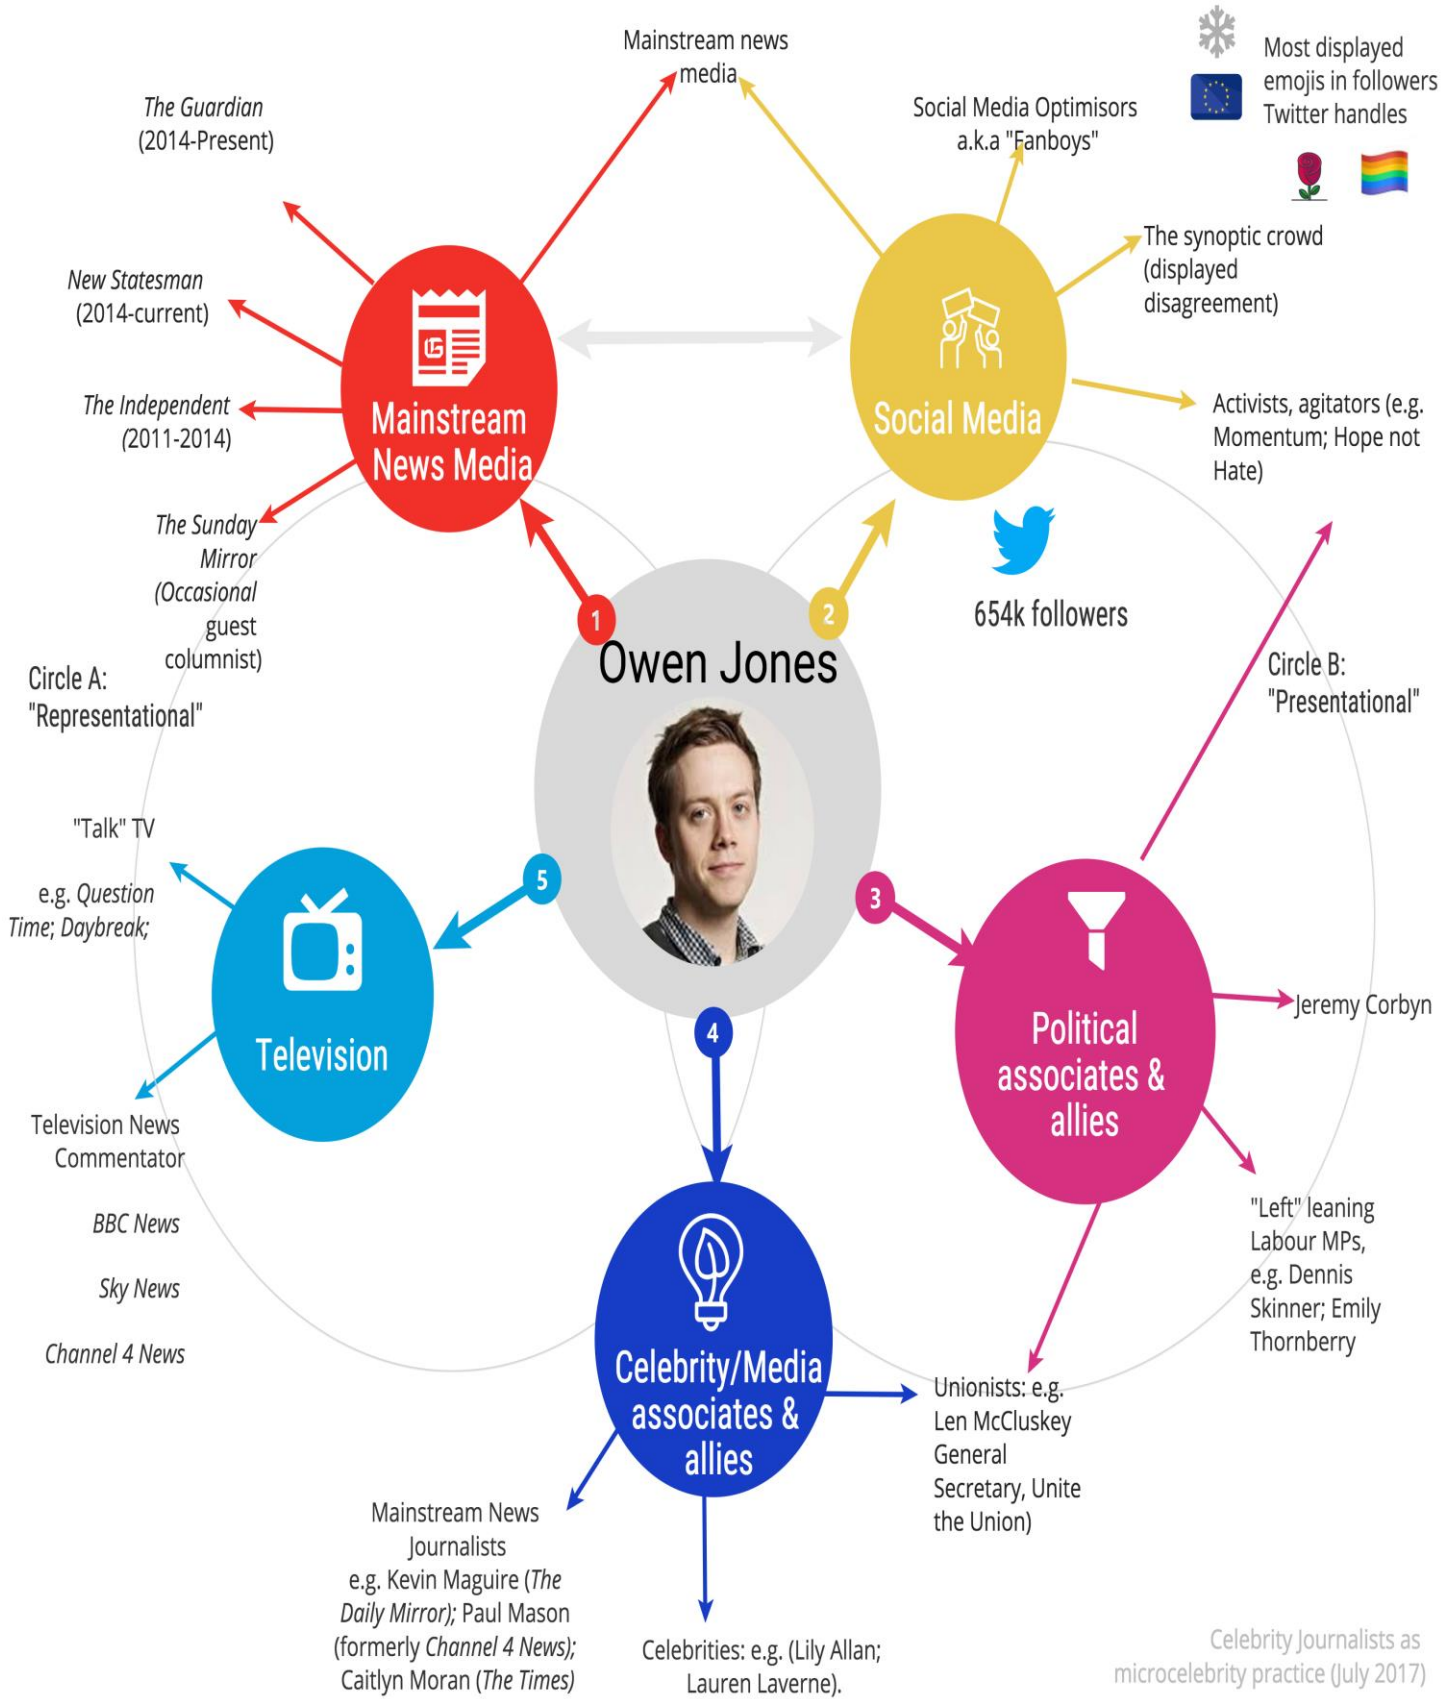 Mainstream news
media
Most displayed
emojis in followers
Twitter handles
The Guardian
(2014-Present)
Social Media Optimisors
a.k.a "Fanboys"
The synoptic crowd
(displayed
disagreement)
New Statesman
(2014-current)
The Independent
(2011-2014)
Mainstream
News Media
Social Media
Activists, agitators (e.g.
Momentum; Hope not
Hate)
The Sunday
Mirror
(Occasional
guest
columnist)
1
2
654k followers
Circle A:
"Representational"
Owen Jones
Circle B:
"Presentational"
"Talk" TV
e.g. Question
Time; Daybreak;
5
3
Television
4
Political
associates &
allies
Jeremy Corbyn
Television News
Commentator
BBC News
Sky News
Channel 4 News
"Left" leaning
Labour MPs,
e.g. Dennis
Skinner; Emily
Thornberry
Celebrity/Media
associates &
allies
Unionists: e.g.
Len McCluskey
General
Secretary, Unite
the Union)
Mainstream News
Journalists
e.g. Kevin Maguire (The
Daily Mirror); Paul Mason
(formerly Channel 4 News);
Caitlyn Moran (The Times)
Celebrities: e.g. (Lily Allan;
Lauren Laverne).
Celebrity Journalists as
microcelebrity practice (July 2017)